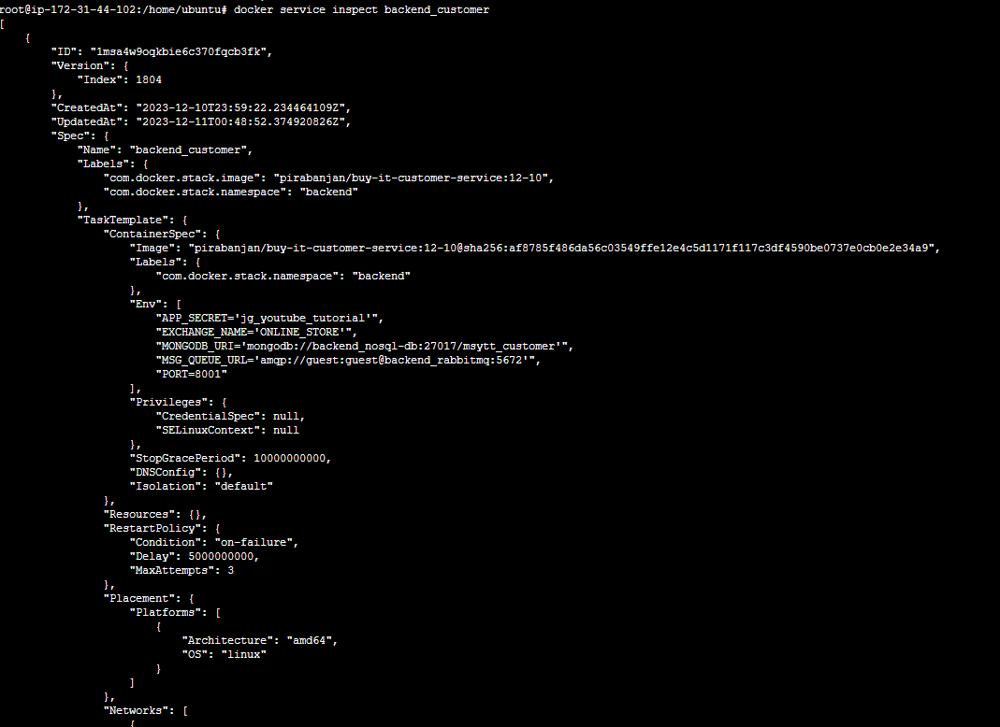 root@ip-172-31-44-102:/home/ubuntu# docker service inspect backend_customer
[
    {
        "ID": "1msa4w9oqkbie6c370fqcb3fk",
        "Version": {
            "Index": 1804
        },
        "CreatedAt": "2023-12-10T23:59:22.234464109Z",
        "UpdatedAt": "2023-12-11T00:48:52.374920826Z",
        "Spec": {
            "Name": "backend_customer",
            "Labels": {
                "com.docker.stack.image": "pirabanjan/buy-it-customer-service:12-10",
                "com.docker.stack.namespace": "backend"
            },
            "TaskTemplate": {
                "ContainerSpec": {
                    "Image": "pirabanjan/buy-it-customer-service:12-10@sha256:af8785f486da56c03549ffe12e4c5d1171f117c3df4590be0737e0cb0e2e34a9",
                    "Labels": {
                        "com.docker.stack.namespace": "backend"
                    },
                    "Env": [
                        "APP_SECRET='jg_youtube_tutorial'",
                        "EXCHANGE_NAME='ONLINE_STORE'",
                        "MONGODB_URI='mongodb://backend_nosql-db:27017/msytt_customer'",
                        "MSG_QUEUE_URL='amqp://guest:guest@backend_rabbitmq:5672'",
                        "PORT=8001"
                    ],
                    "Privileges": {
                        "CredentialSpec": null,
                        "SELinuxContext": null
                    },
                    "StopGracePeriod": 10000000000,
                    "DNSConfig": {},
                    "Isolation": "default"
                },
                "Resources": {},
                "RestartPolicy": {
                    "Condition": "on-failure",
                    "Delay": 5000000000,
                    "MaxAttempts": 3
                },
                "Placement": {
                    "Platforms": [
                        {
                            "Architecture": "amd64",
                            "OS": "linux"
                        }
                    ]
                },
                "Networks": [
                    {